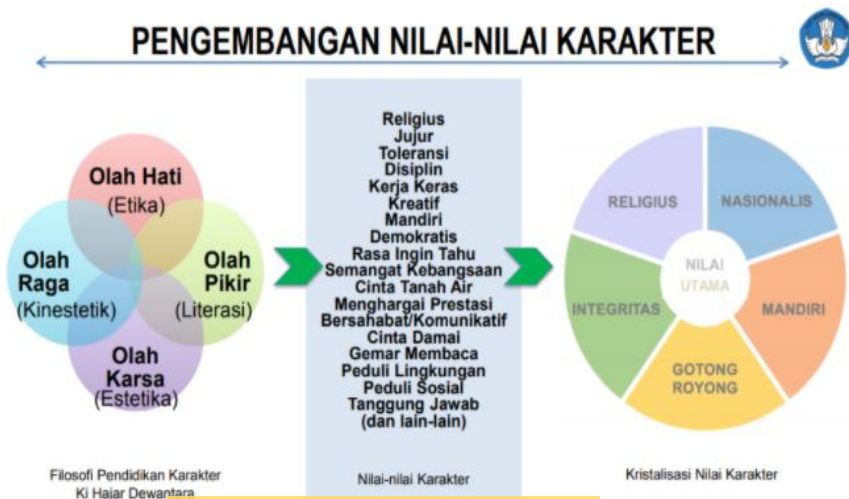 PENGEMBANGAN NILAI-NILAI KARAKTER
Olah Hati
(Etika)
Olah
Raga
(Kinestetik)
Olah
Pikir
(Literasi)
Olah
Karsa
(Estetika)
Filosofi Pendidikan Karakter
Ki Hajar Dewantara
Religius
Jujur
Toleransi
Disiplin
Kerja Keras
Kreatif
Mandiri
Demokratis
Rasa Ingin Tahu
Semangat Kebangsaan
Cinta Tanah Air
Menghargai Prestasi
Bersahabat/Komunikatif
Cinta Damai
Gemar Membaca
Peduli Lingkungan
Peduli Sosial
Tanggung Jawab
(dan lain-lain)
Nilai-nilai Karakter
RELIGIUS
NASIONALIS
NILAI
UTAMA
INTEGRITAS
MANDIRI
GOTONG
ROYONG
Kristalisasi Nilai Karakter